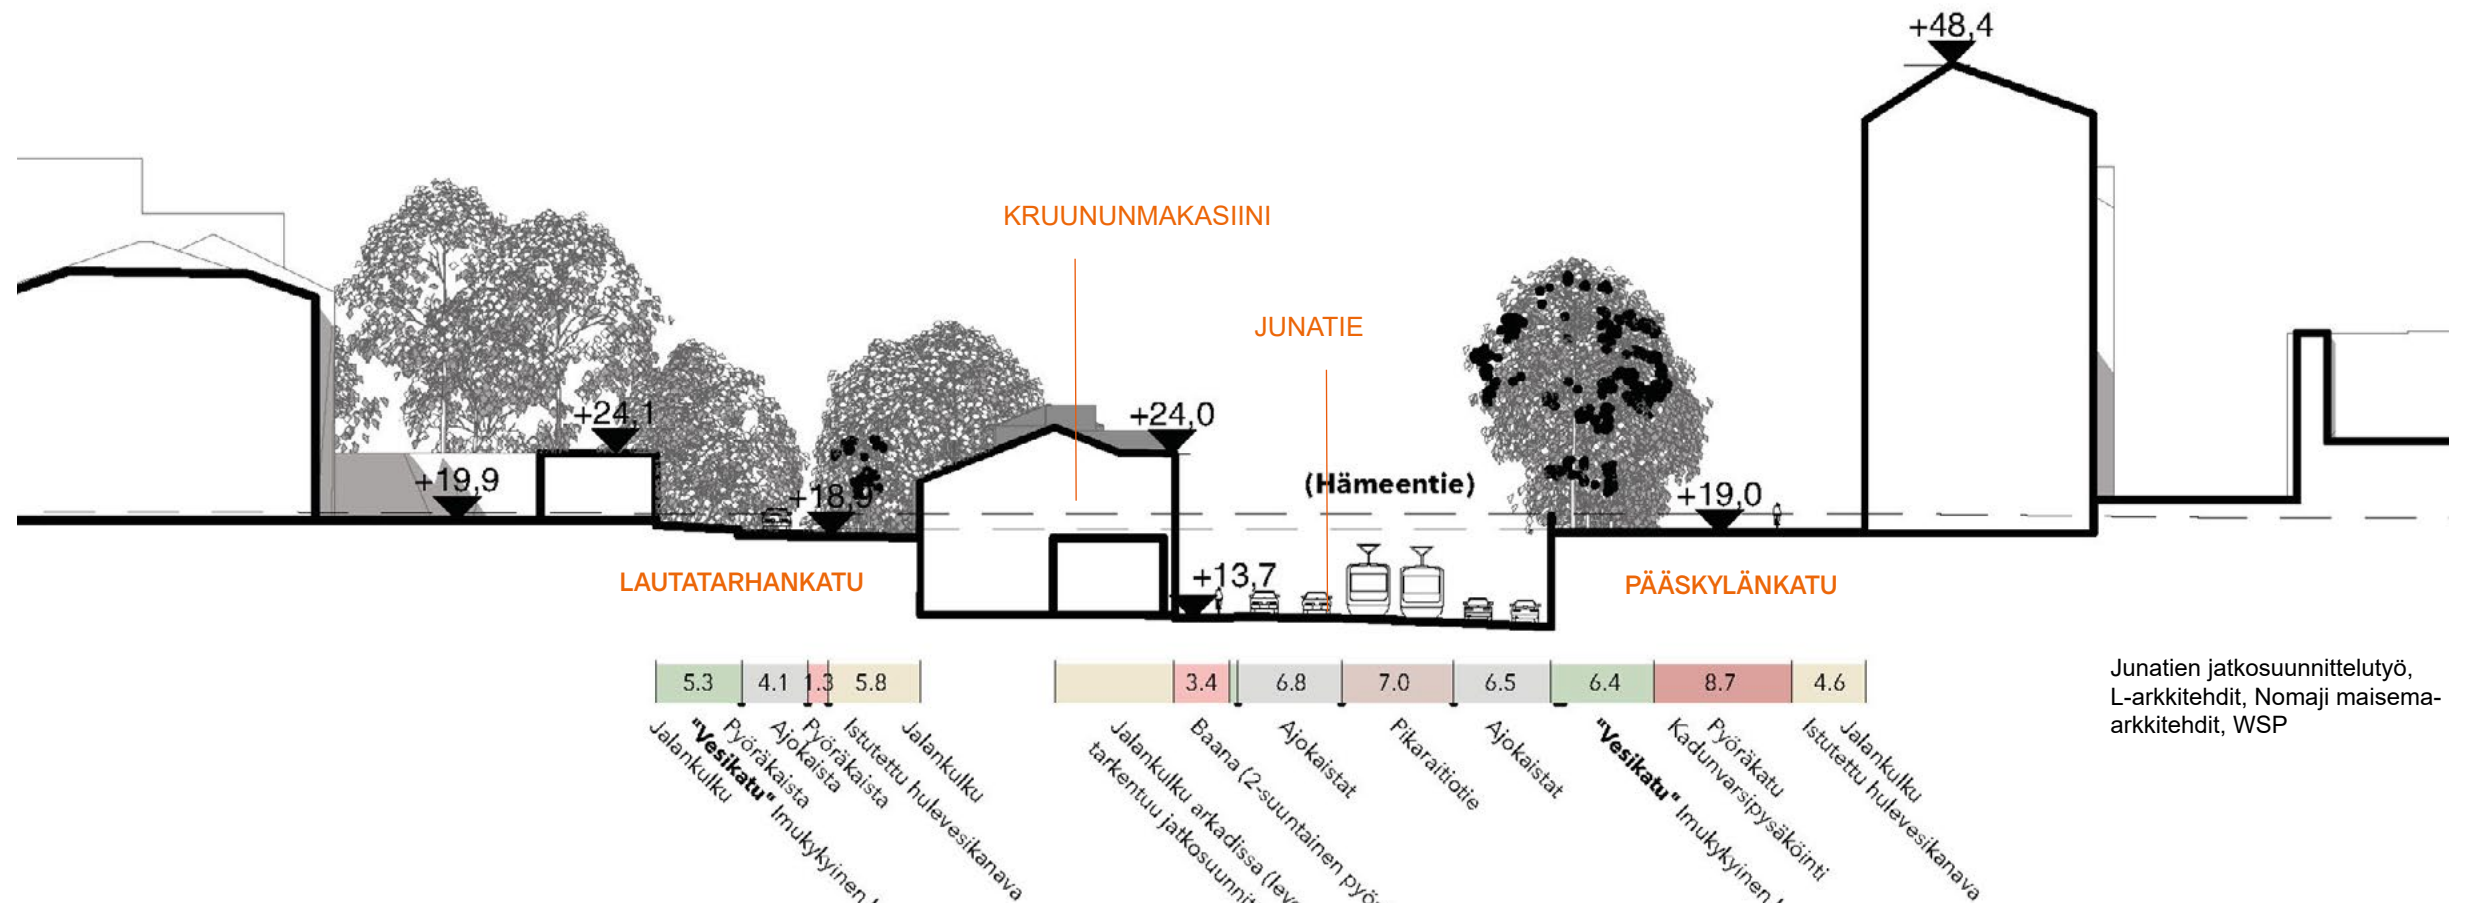 +48,4
KRUUNUNMAKASIINI
JUNATIE
+24,1
+24,0
+19,9
+18,9
(Hämeentie)
+19,0
+13,7
LAUTATARHANKATU
PÄÄSKYLÄNKATU
5.3
4.1
1.3
5.8
3.4
6.8
7.0
6.5
6.4
8.7
4.6
Junatien jatkosuunnittelutyö,
L-arkkitehdit, Nomaji maisema-
arkkitehdit, WSP
Jalankulku
"Vesikatu" Imukykyinen
Pyöräkaista
Ajokaista
Pyöräkaista
Istutettu hulevesikanava
Jalankulku
Jalankulku arkadissa
tarkentuu
Baana (2-suuntainen
Ajokaistat
Pikaraitiotie
Ajokaistat
"Vesikatu" Imukykyinen
Kadunvarsipysäköinti
Pyöräkatu
Istutettu hulevesikanava
Jalankulku